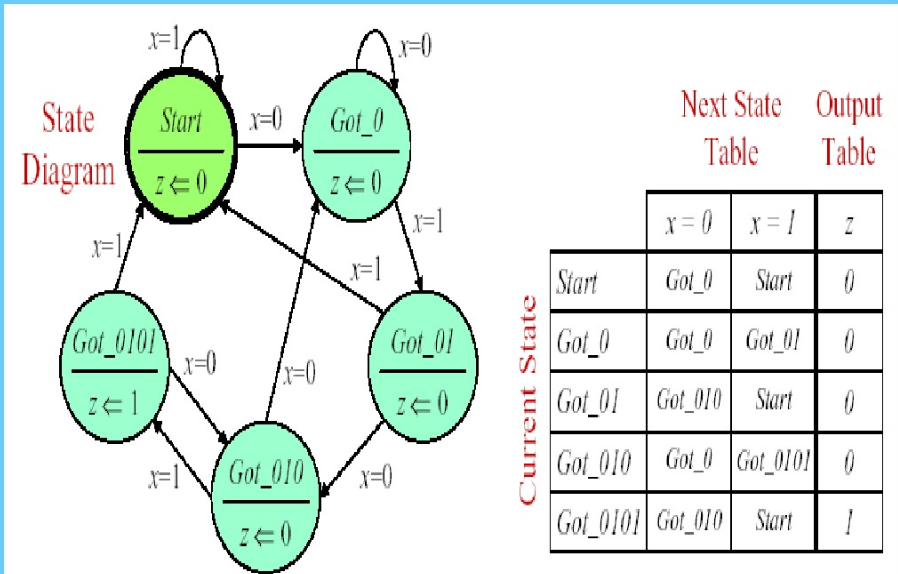 State
Diagram
x=1
x=0
Start
z ⇐ 0
x=0
Got_0
z ⇐ 0
x=1
x=1
x=1
Got_0101
z ⇐ 1
x=0
x=0
Got_01
z ⇐ 0
x=1
Got_010
z ⇐ 0
x=0
Next State
Table
Output
Table
x = 0 x = 1 z
Current State
Start Got_0 Start 0
Got_0 Got_0 Got_01 0
Got_01 Got_010 Start 0
Got_010 Got_0 Got_0101 0
Got_0101 Got_010 Start 1